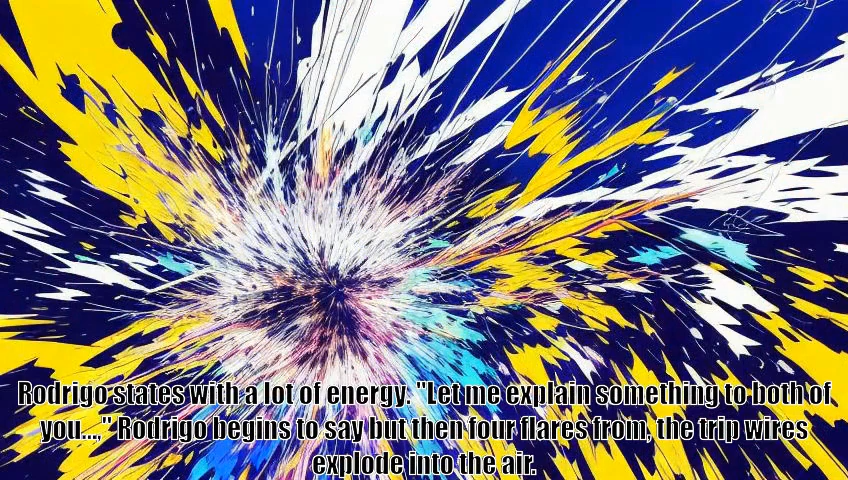 Rodrigo states with a lot of energy. "Let me explain something to both of
you...," Rodrigo begins to say but then four flares from, the trip wires
explode into the air.